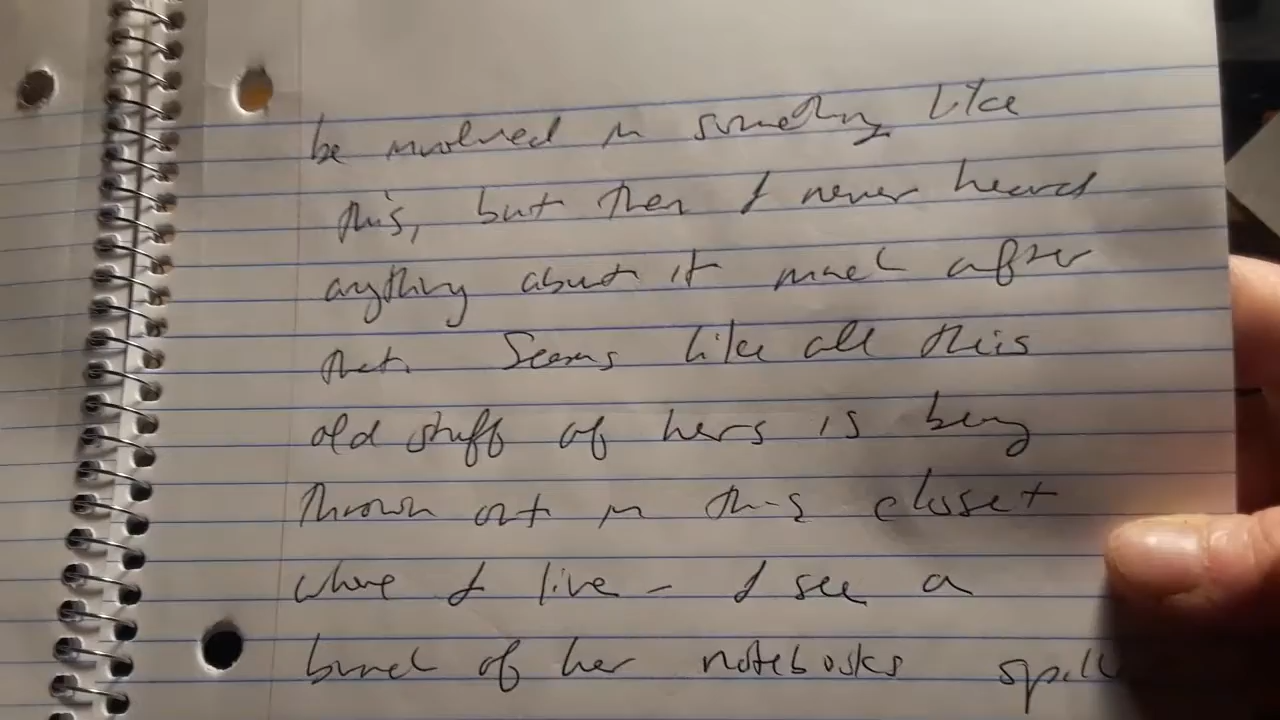 be involved in something like
this, but then I never heard
anything about it much after
that. Seems like all this
old stuff of hers is being
thrown out in this closet
where I live - I see a
bunch of her notebooks